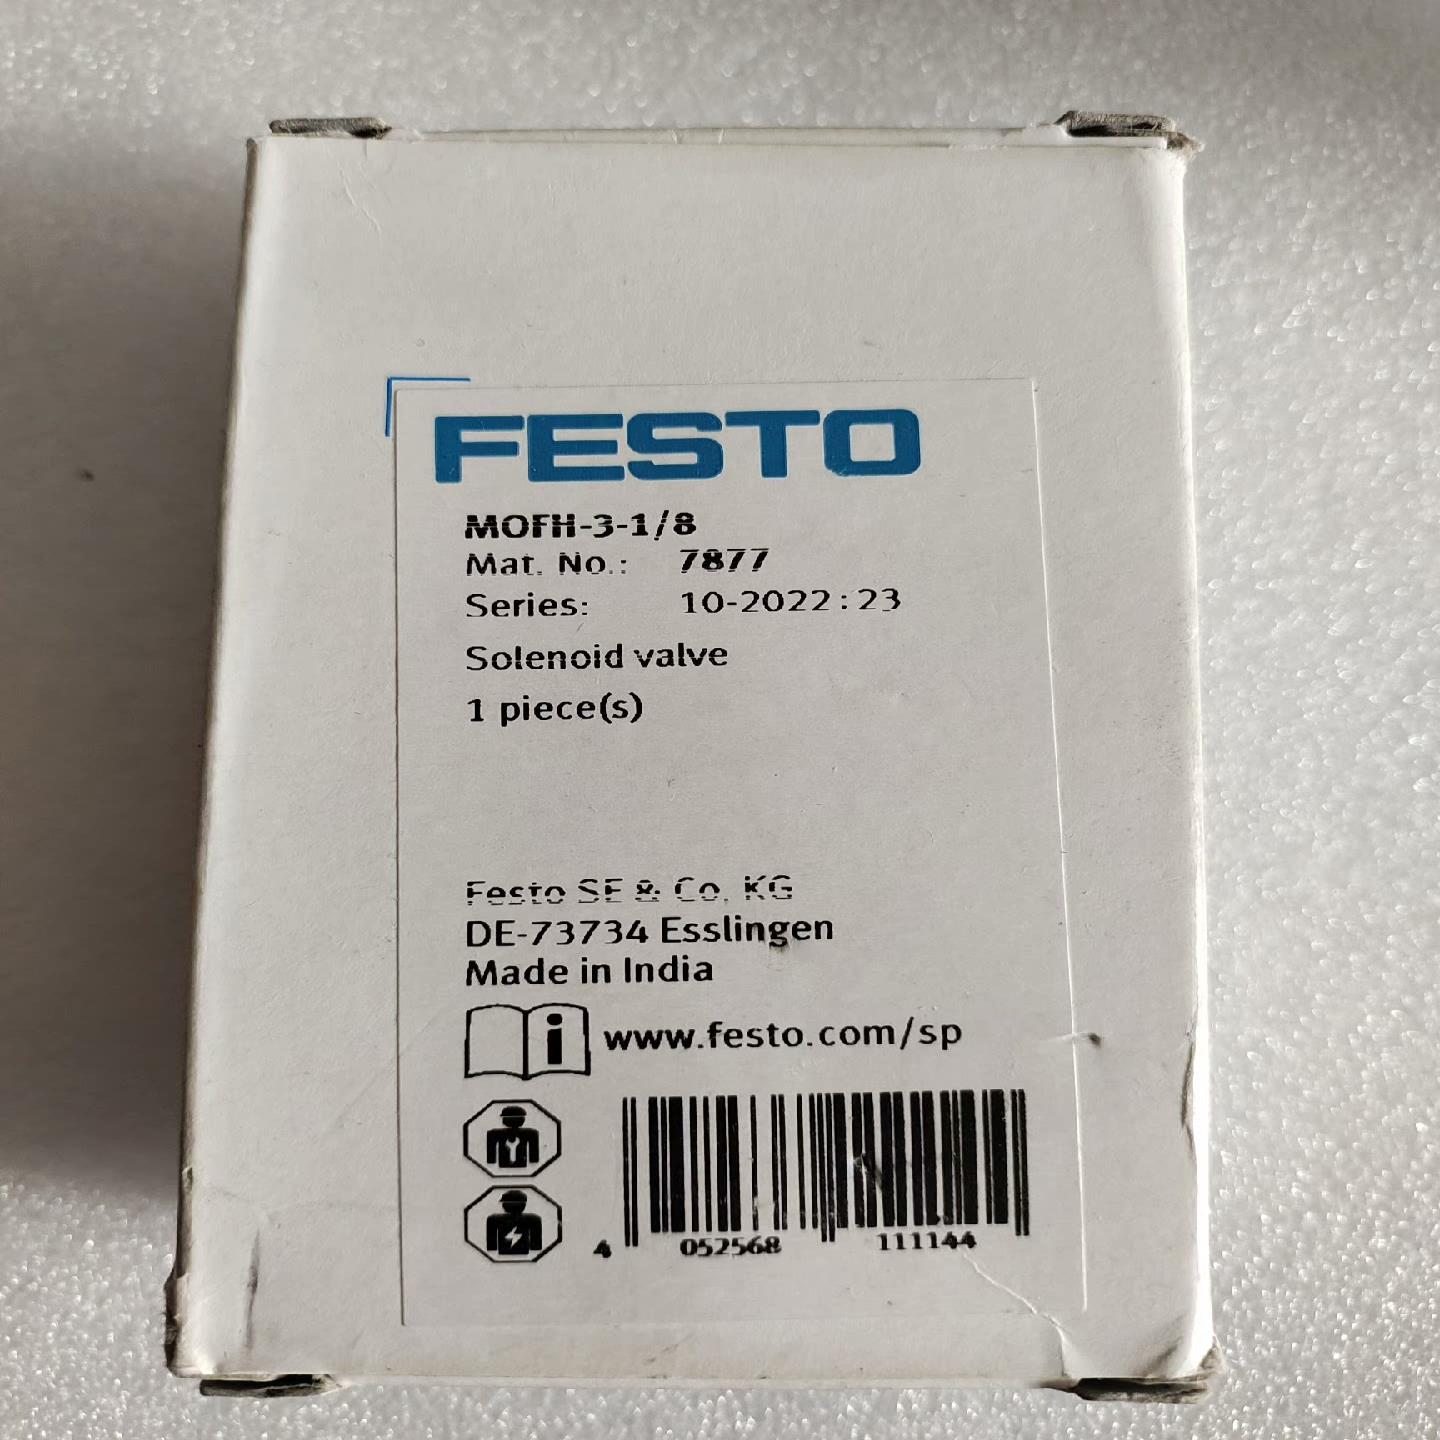 FESTO
MOFH-3-1/8
Mat. No.: 7877
Series: 10-2022:23
Solenoid valve
1 piece(s)
Festo SE & Co. KG
DE-73734 Esslingen
Made in India
i www.festo.com/sp
4 052568 111144